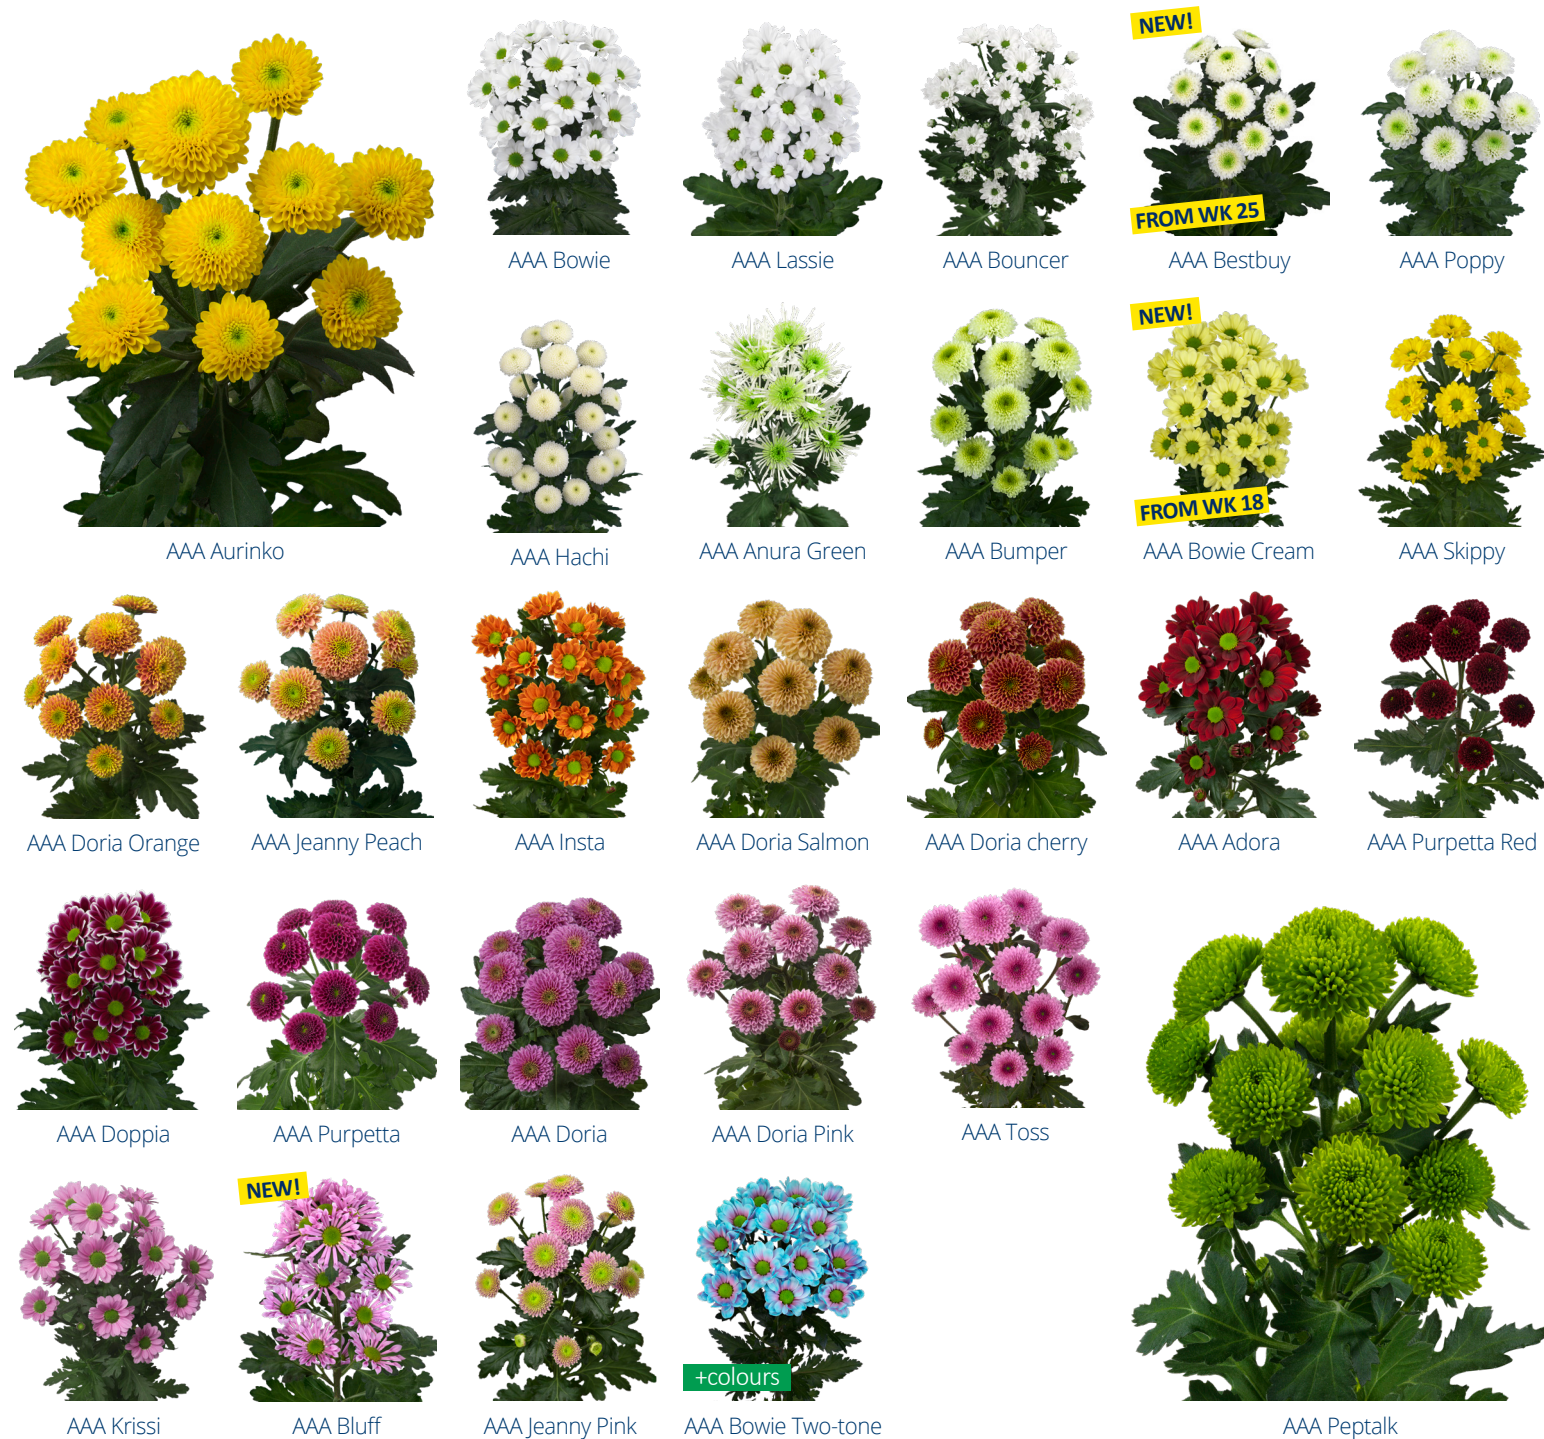 NEW!
FROM WK 25
AAA Bowie
AAA Lassie
AAA Bouncer
AAA Bestbuy
AAA Poppy
NEW!
FROM WK 18
AAA Aurinko
AAA Hachi
AAA Anura Green
AAA Bumper
AAA Bowie Cream
AAA Skippy
AAA Doria Orange
AAA Jeanny Peach
AAA Insta
AAA Doria Salmon
AAA Doria cherry
AAA Adora
AAA Purpetta Red
AAA Doppia
AAA Purpetta
AAA Doria
AAA Doria Pink
AAA Toss
NEW!
+colours
AAA Krissi
AAA Bluff
AAA Jeanny Pink
AAA Bowie Two-tone
AAA Peptalk